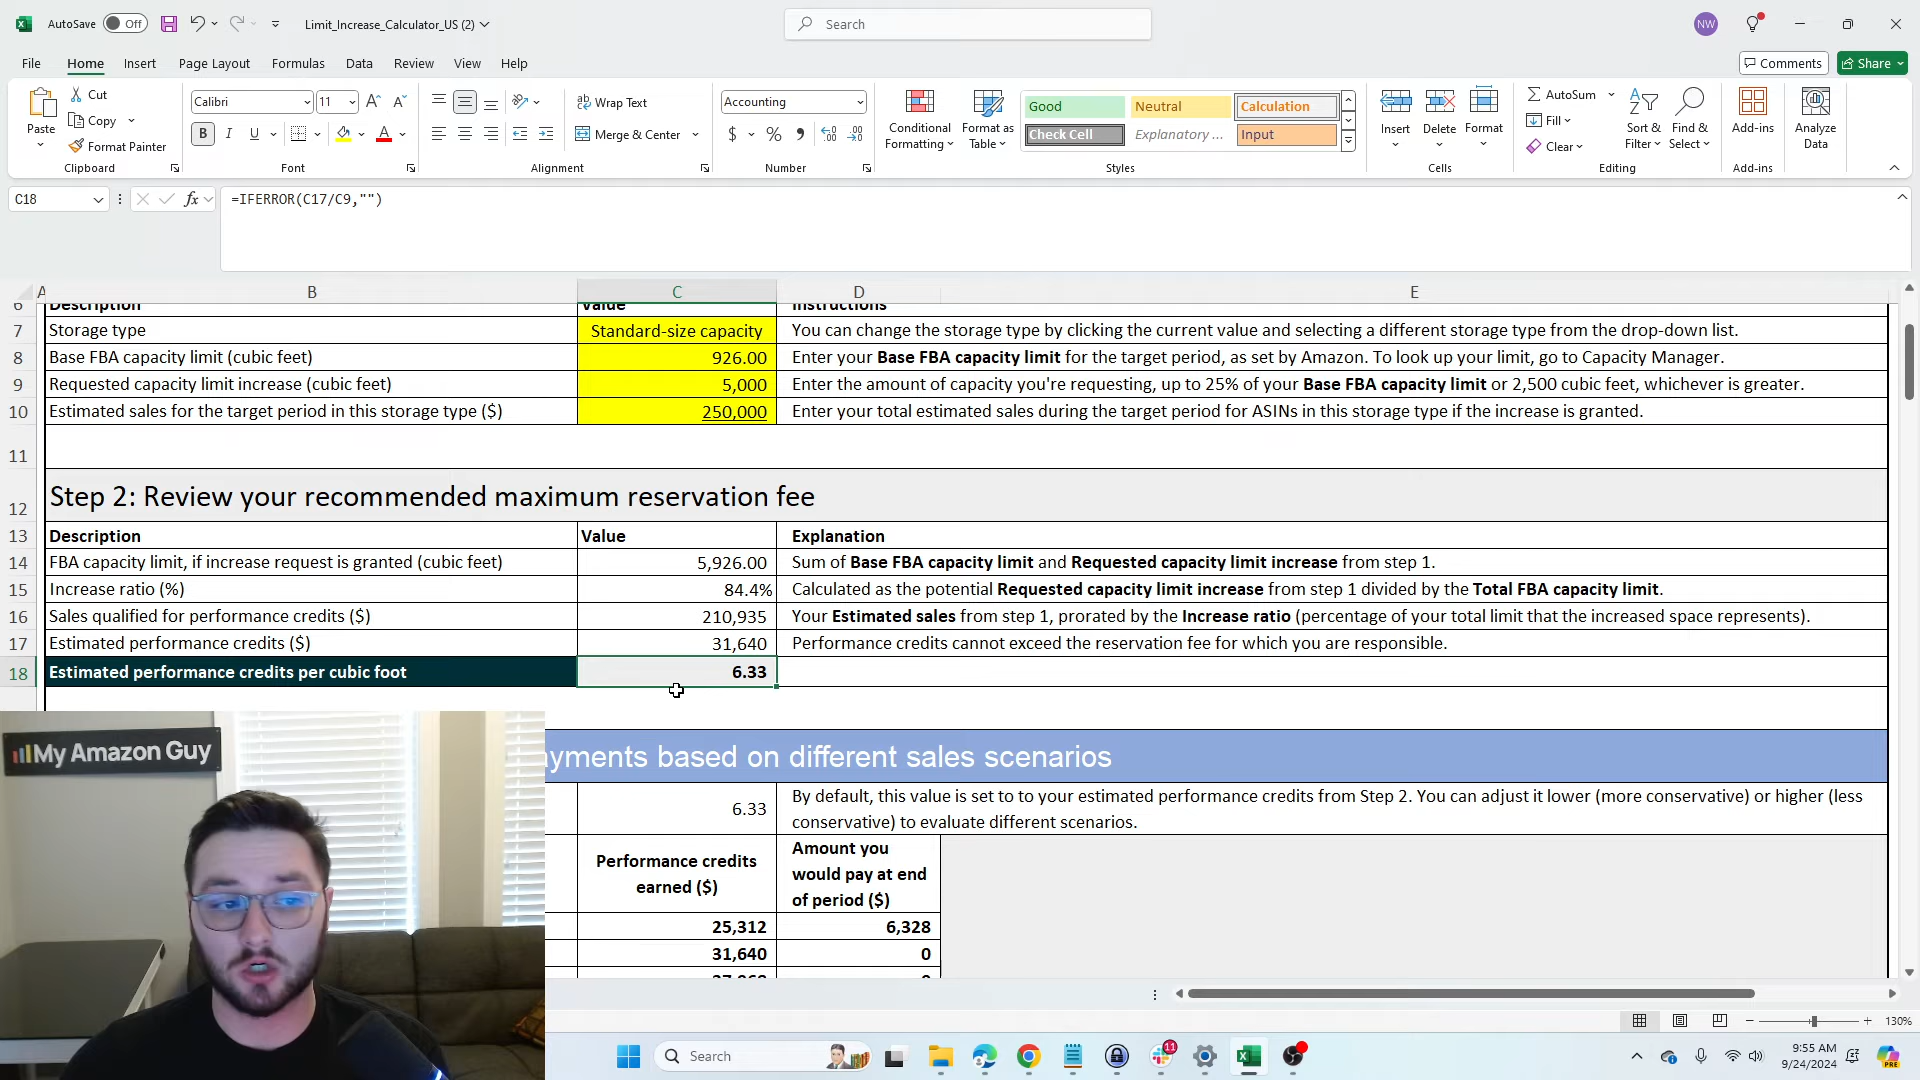 AutoSave Off Limit_Increase_Calculator_US (2) Search NW
File Home Insert Page Layout Formulas Data Review View Help Comments Share
Paste Cut Copy Format Painter Clipboard
Calibri 11 B I U Font
Wrap Text Merge & Center Alignment
Accounting $ % Number
Conditional Formatting Format as Table
Good Neutral Calculation
Check Cell Explanatory ... Input
Styles
Insert Delete Format Cells
AutoSum Fill Clear Sort & Filter Find & Select Editing
Add-ins Add-ins
Analyze Data
C18 fx =IFERROR(C17/C9,"")
A B C D E
6 Description Value Instructions
7 Storage type Standard-size capacity You can change the storage type by clicking the current value and selecting a different storage type from the drop-down list.
8 Base FBA capacity limit (cubic feet) 926.00 Enter your Base FBA capacity limit for the target period, as set by Amazon. To look up your limit, go to Capacity Manager.
9 Requested capacity limit increase (cubic feet) 5,000 Enter the amount of capacity you're requesting, up to 25% of your Base FBA capacity limit or 2,500 cubic feet, whichever is greater.
10 Estimated sales for the target period in this storage type ($) 250,000 Enter your total estimated sales during the target period for ASINs in this storage type if the increase is granted.
11
12 Step 2: Review your recommended maximum reservation fee
13 Description Value Explanation
14 FBA capacity limit, if increase request is granted (cubic feet) 5,926.00 Sum of Base FBA capacity limit and Requested capacity limit increase from step 1.
15 Increase ratio (%) 84.4% Calculated as the potential Requested capacity limit increase from step 1 divided by the Total FBA capacity limit.
16 Sales qualified for performance credits ($) 210,935 Your Estimated sales from step 1, prorated by the Increase ratio (percentage of your total limit that the increased space represents).
17 Estimated performance credits ($) 31,640 Performance credits cannot exceed the reservation fee for which you are responsible.
18 Estimated performance credits per cubic foot 6.33
My Amazon Guy
yments based on different sales scenarios
6.33 By default, this value is set to to your estimated performance credits from Step 2. You can adjust it lower (more conservative) or higher (less
conservative) to evaluate different scenarios.
Performance credits earned ($) Amount you would pay at end of period ($)
25,312 6,328
31,640 0
130%
Search 11 9:55 AM
9/24/2024 PRE